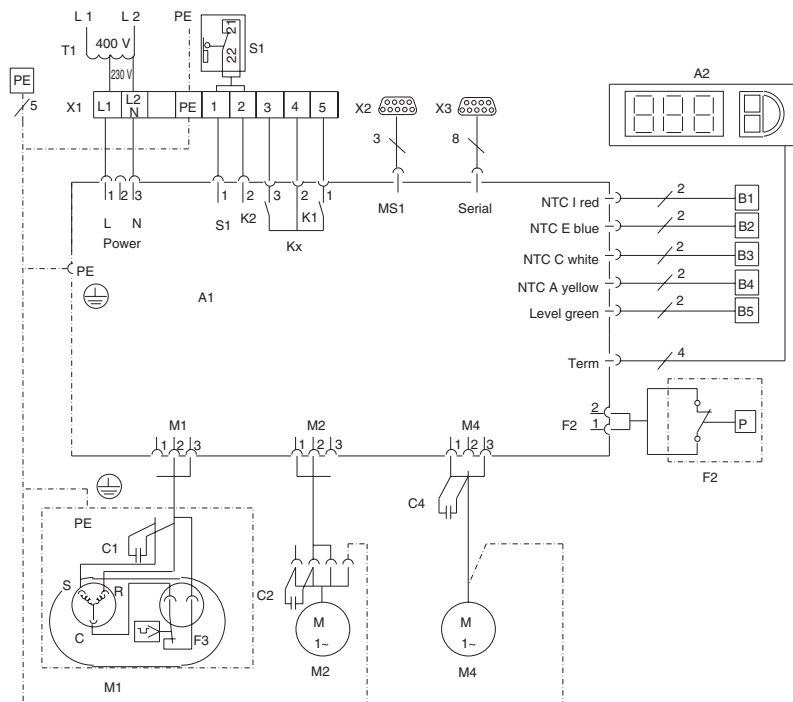 L 1 L 2 PE
T1 400 V
230 V
21
22
S1
PE
5
X1 L1 L2 N PE 1 2 3 4 5
X2 X3
3 8
A2
1 2 3 1 2 3 2 1
L N
Power
S1 K2 K1
Kx
MS1 Serial
NTC I red 2 B1
NTC E blue 2 B2
NTC C white 2 B3
NTC A yellow 2 B4
Level green 2 B5
PE
A1
Term 4
F2 2 1
P
F2
M1 M2 M4
1 2 3 1 2 3 1 2 3
C4
PE
C1
S R
C F3
C2
M 1~
M 1~
M1 M2 M4